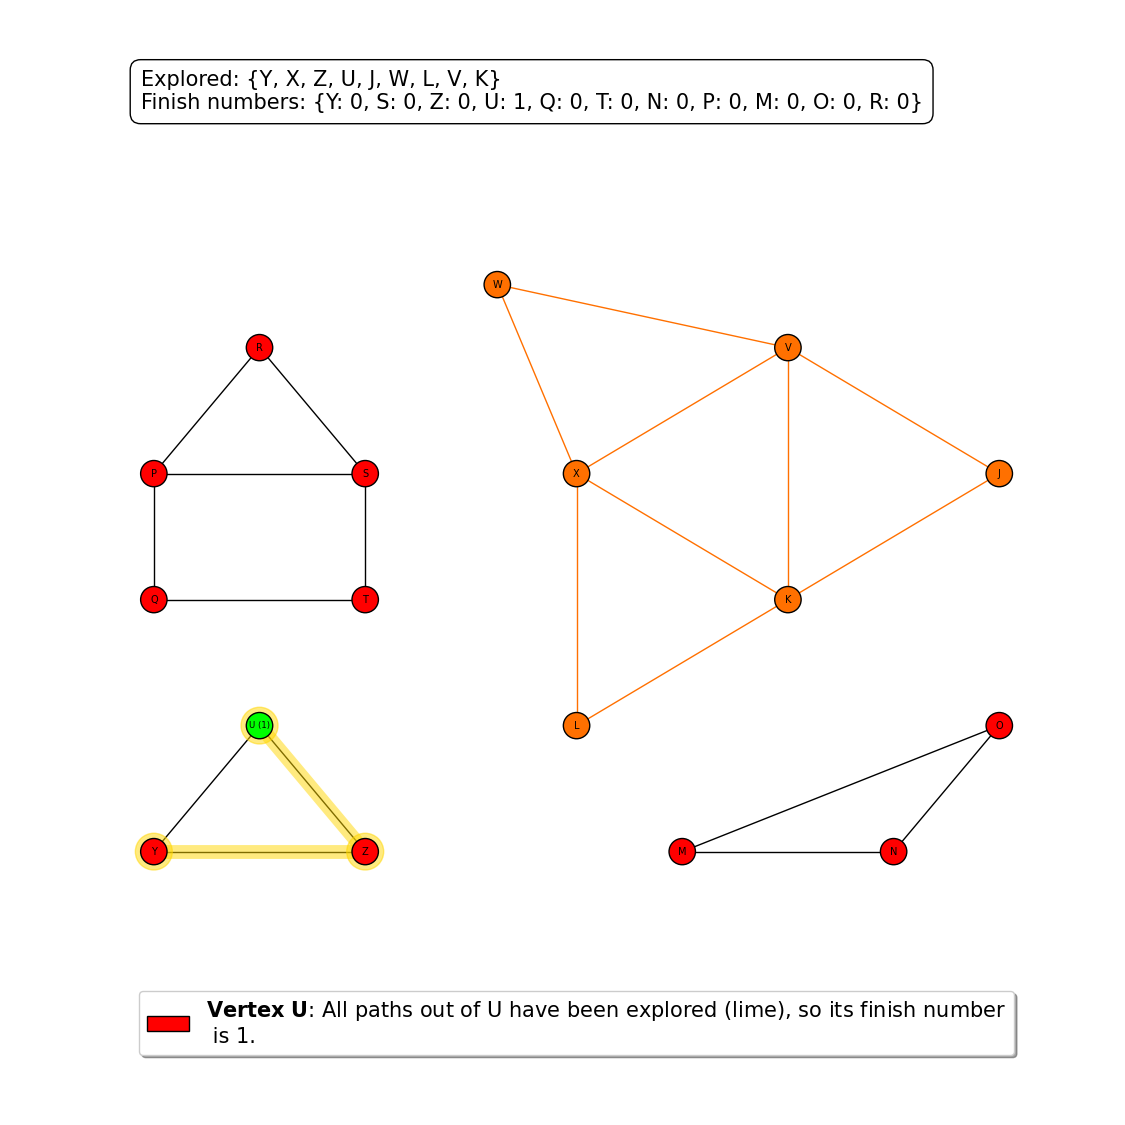 Explored: {Y, X, Z, U, J, W, L, V, K}
Finish numbers: {Y: 0, S: 0, Z: 0, U: 1, Q: 0, T: 0, N: 0, P: 0, M: 0, O: 0, R: 0}
W
R
V
P
S
X
J
Q
T
K
U (1)
L
O
Y
Z
M
N
Vertex U: All paths out of U have been explored (lime), so its finish number
is 1.